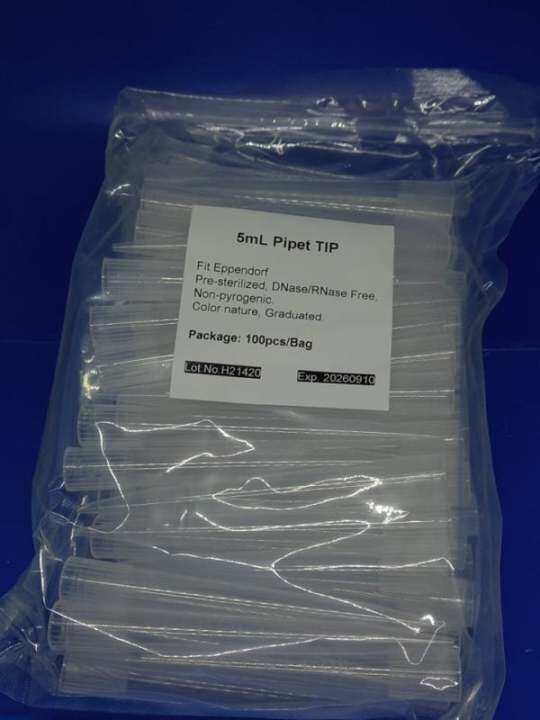 5mL Pipet TIP
Fit Eppendorf
Pre-sterilized, DNase/RNase Free,
Non-pyrogenic.
Color nature, Graduated.
Package: 100pcs/Bag
Lot No.H21420 Exp. 20260910